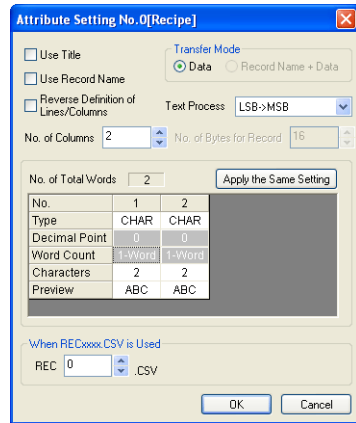 Attribute Setting No.0[Recipe]
Use Title
Use Record Name
Reverse Definition of
Lines/Columns
Transfer Mode
Data Record Name + Data
Text Process LSB->MSB
No. of Columns 2 No. of Bytes for Record 16
No. of Total Words 2 Apply the Same Setting
No. 1 2
Type CHAR CHAR
Decimal Point 0 0
Word Count 1-Word 1-Word
Characters 2 2
Preview ABC ABC
When RECxxxx.CSV is Used
REC 0 .CSV
OK Cancel